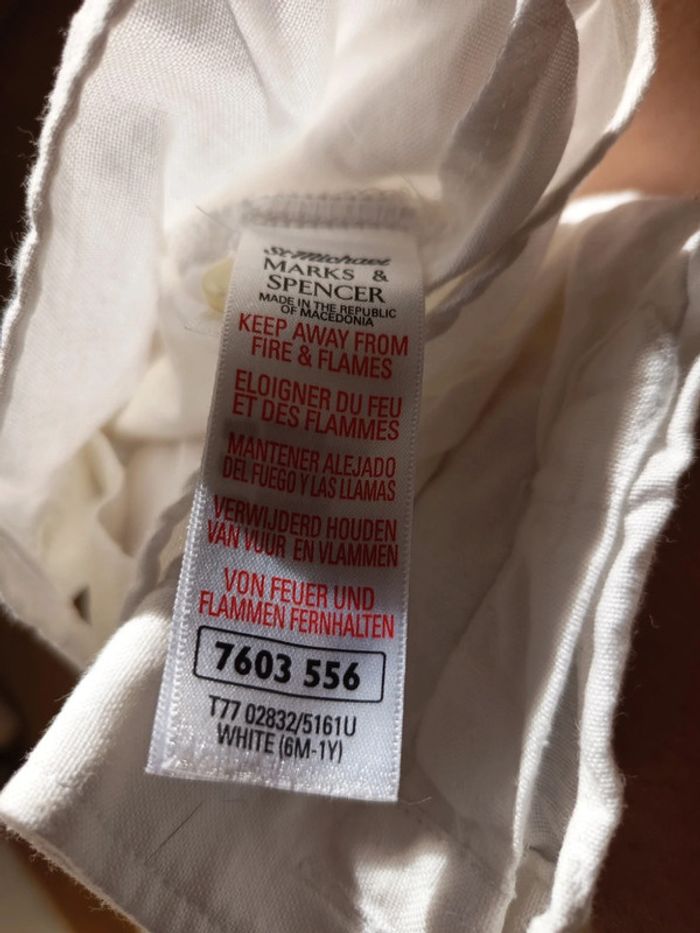 St Michael
MARKS &
SPENCER
MADE IN THE REPUBLIC
OF MACEDONIA
KEEP AWAY FROM
FIRE & FLAMES
ELOIGNER DU FEU
ET DES FLAMMES
MANTENER ALEJADO
DEL FUEGO Y LAS LLAMAS
VERWIJDERD HOUDEN
VAN VUUR EN VLAMMEN
VON FEUER UND
FLAMMEN FERNHALTEN
7603 556
T77 02832/5161U
WHITE (6M-1Y)